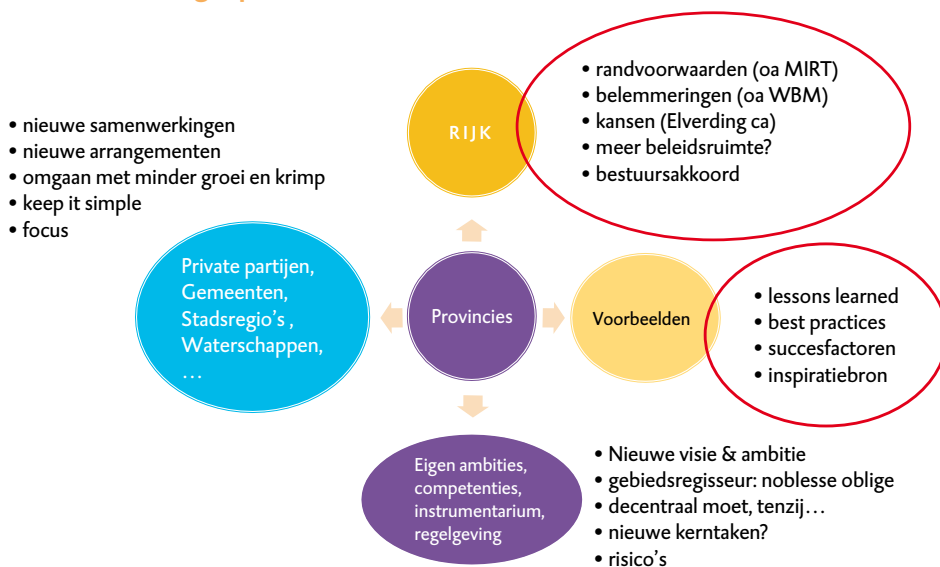 • randvoorwaarden (oa MIRT)
• belemmeringen (oa WBM)
• kansen (Elverding ca)
• meer beleidsruimte?
• bestuursakkoord
RIJK
• nieuwe samenwerkingen
• nieuwe arrangementen
• omgaan met minder groei en krimp
• keep it simple
• focus
Private partijen,
Gemeenten,
Stadsregio's ,
Waterschappen,
…
Provincies
Voorbeelden
• lessons learned
• best practices
• succesfactoren
• inspiratiebron
Eigen ambities,
competenties,
instrumentarium,
regelgeving
• Nieuwe visie & ambitie
• gebiedsregisseur: noblesse oblige
• decentraal moet, tenzij…
• nieuwe kerntaken?
• risico's